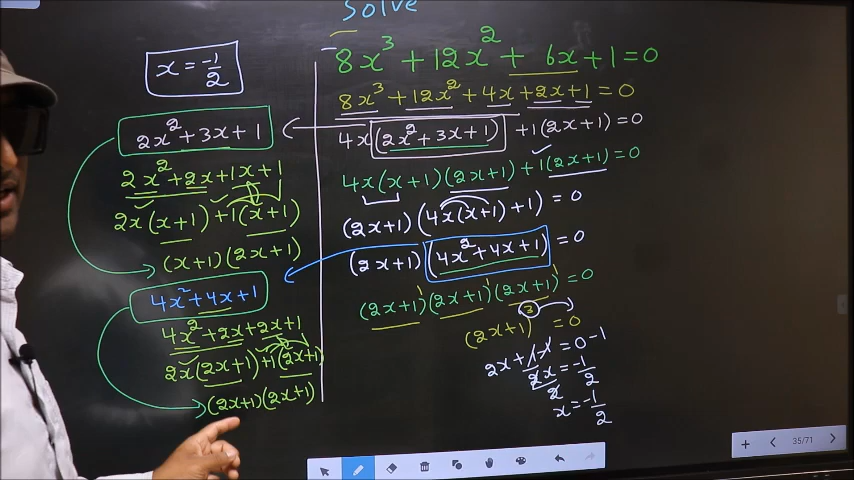 Solve
8x³ + 12x² + 6x + 1 = 0
8x³ + 12x² + 4x + 2x + 1 = 0
4x (2x² + 3x + 1) + 1(2x + 1) = 0
4x(x + 1)(2x + 1) + 1(2x + 1) = 0
(2x+1)(4x(x+1)+1) = 0
(2x+1)(4x²+4x+1) = 0
(2x+1)¹(2x+1)¹(2x+1)¹ = 0
(2x+1)³ = 0
2x+1-1 = 0-1
2x/2 = -1/2
x = -1/2
x = -1/2
2x² + 3x + 1
2x² + 2x + 1x + 1
2x(x+1) + 1(x+1)
(x+1)(2x+1)
4x² + 4x + 1
4x² + 2x + 2x + 1
2x(2x+1) + 1(2x+1)
(2x+1)(2x+1)
35/71